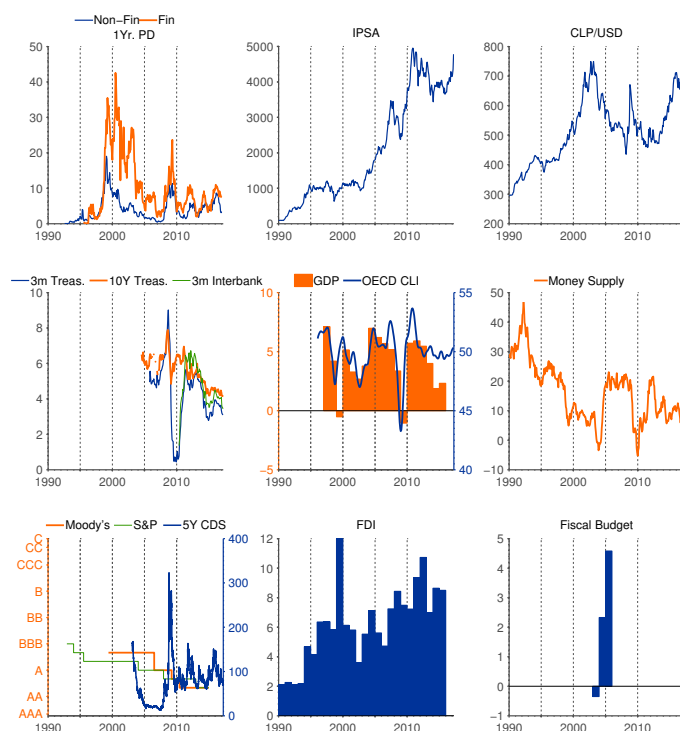 Non−Fin Fin
1Yr. PD
IPSA
CLP/USD
50
40
30
20
10
0
1990 2000 2010
5000
4000
3000
2000
1000
0
1990 2000 2010
800
700
600
500
400
300
200
1990 2000 2010
3m Treas. 10Y Treas. 3m Interbank
GDP OECD CLI
Money Supply
10
8
6
4
2
0
1990 2000 2010
10
5
0
−5
55
50
45
40
1990 2000 2010
50
40
30
20
10
0
−10
1990 2000 2010
Moody's S&P 5Y CDS
FDI
Fiscal Budget
C
CC
CCC
B
BB
BBB
A
AA
AAA
400
300
200
100
0
1990 2000 2010
12
10
8
6
4
2
0
1990 2000 2010
5
4
3
2
1
0
−1
1990 2000 2010